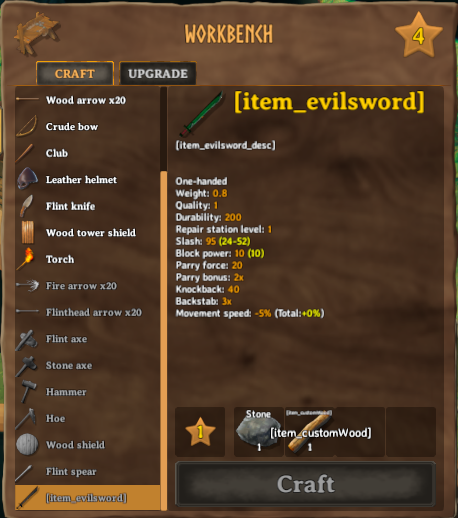 WORKBENCH
4
CRAFT
UPGRADE
Wood arrow x20
Crude bow
Club
Leather helmet
Flint knife
Wood tower shield
Torch
Fire arrow x20
Flinthead arrow x20
Flint axe
Stone axe
Hammer
Hoe
Wood shield
Flint spear
[item_evilsword]
[item_evilsword]
[item_evilsword_desc]
One-handed
Weight: 0.8
Quality: 1
Durability: 200
Repair station level: 1
Slash: 95 (24-52)
Block power: 10 (10)
Parry force: 20
Parry bonus: 2x
Knockback: 40
Backstab: 3x
Movement speed: -5% (Total:+0%)
1
Stone
1
[item_customWood]
[item_customWood]
1
Craft